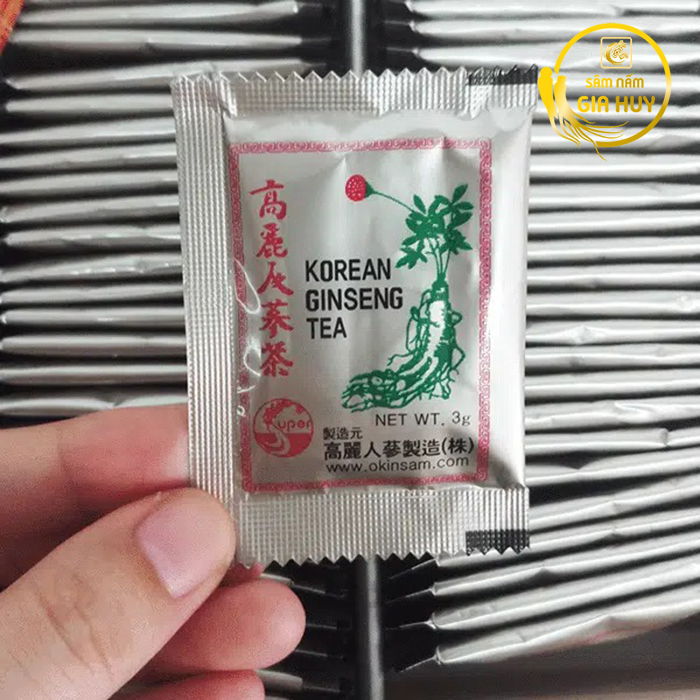 SÂM NẤM
GIA HUY
高麗人蔘茶
KOREAN
GINSENG
TEA
NET WT. 3g
Super
製造元
高麗人蔘製造(株)
www.okinsam.com